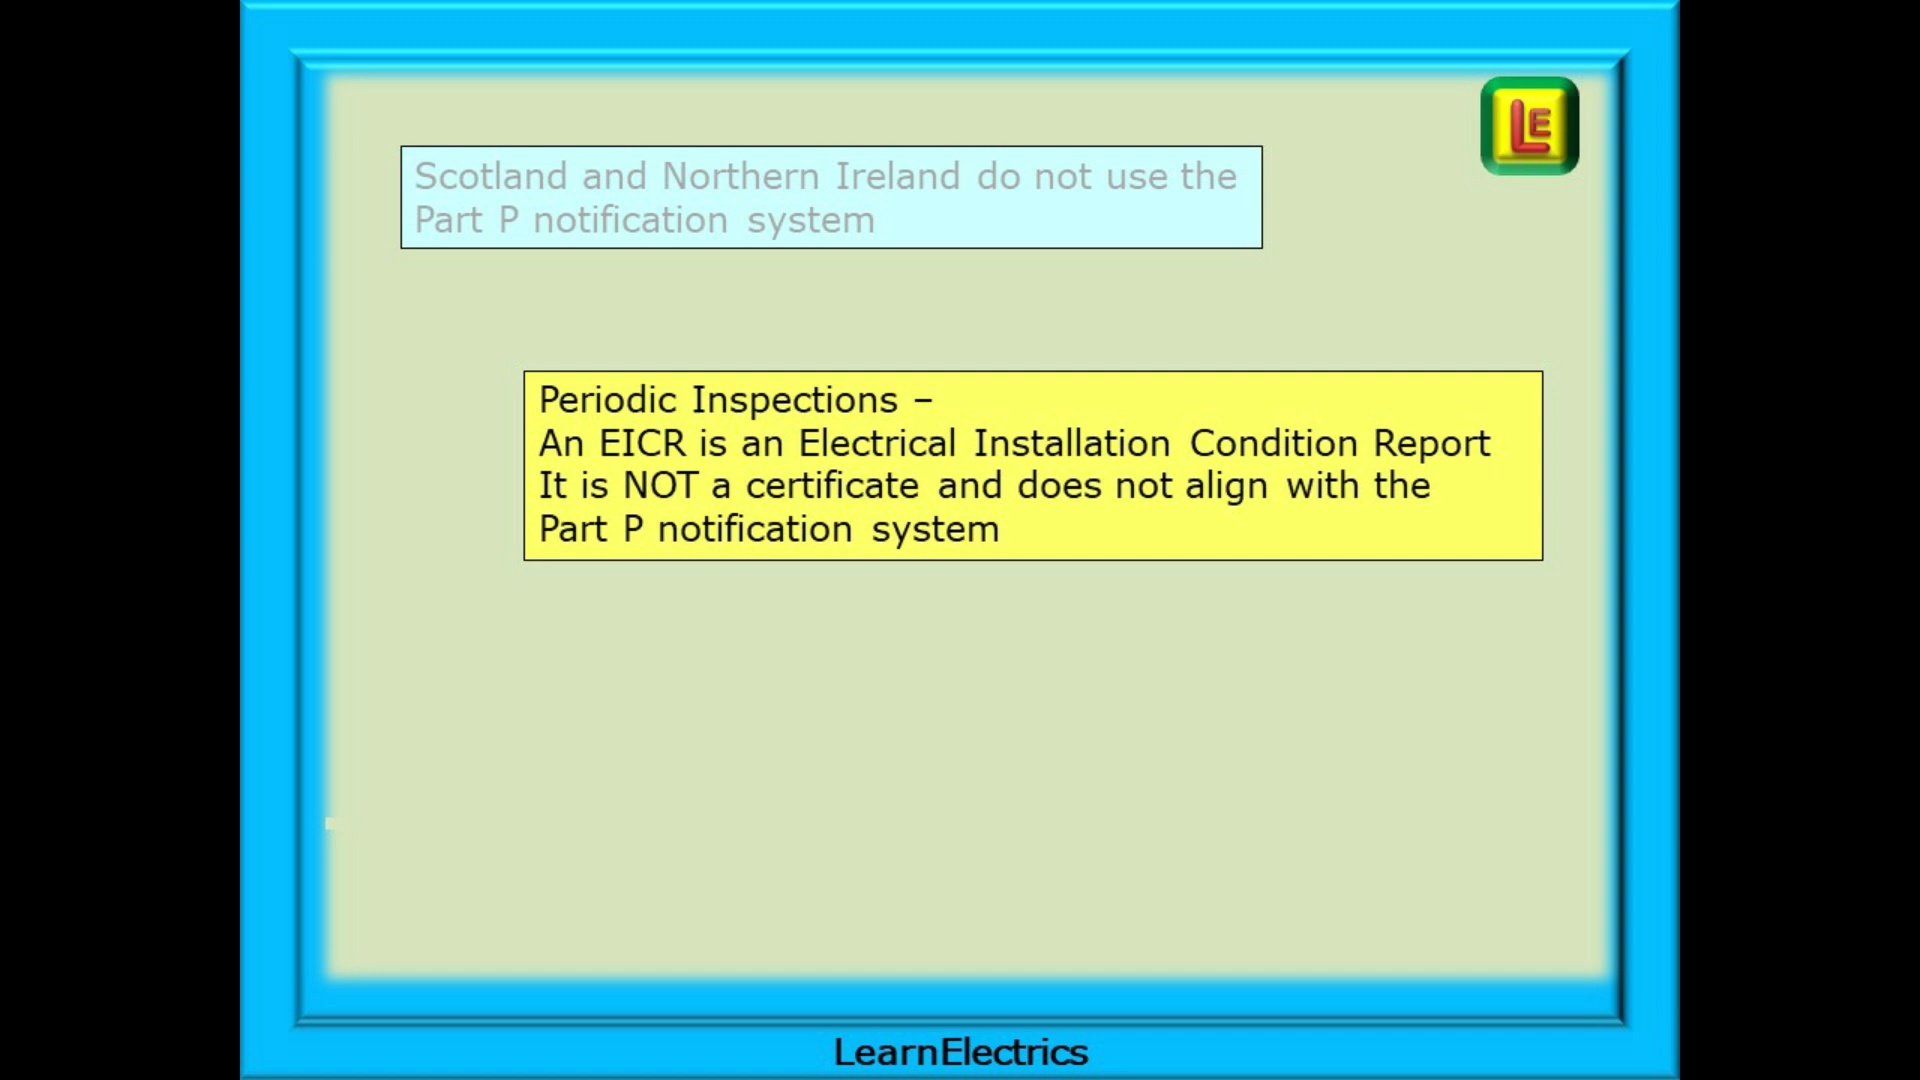 LE
Scotland and Northern Ireland do not use the
Part P notification system
Periodic Inspections –
An EICR is an Electrical Installation Condition Report
It is NOT a certificate and does not align with the
Part P notification system
LearnElectrics